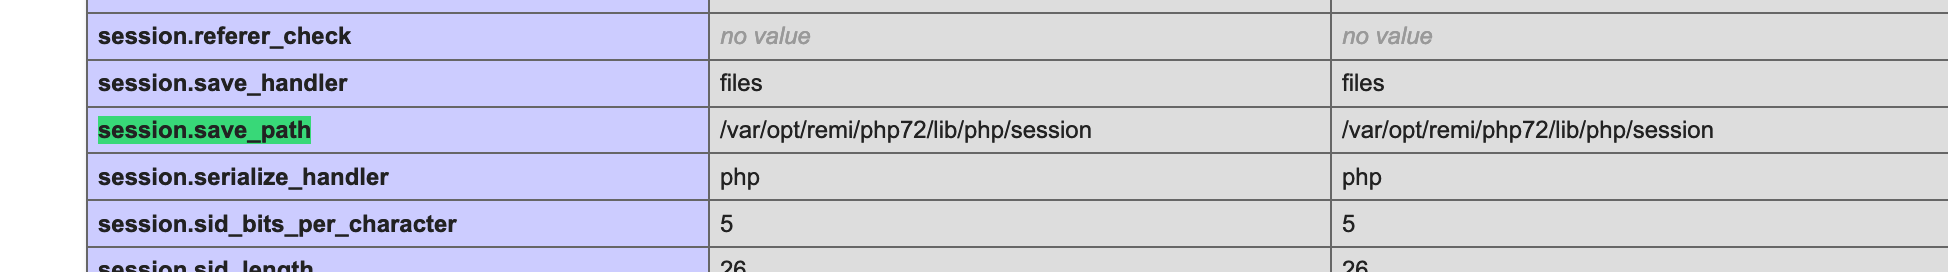 session.referer_check no value no value
session.save_handler files files
session.save_path /var/opt/remi/php72/lib/php/session /var/opt/remi/php72/lib/php/session
session.serialize_handler php php
session.sid_bits_per_character 5 5
session.sid_length 26 26